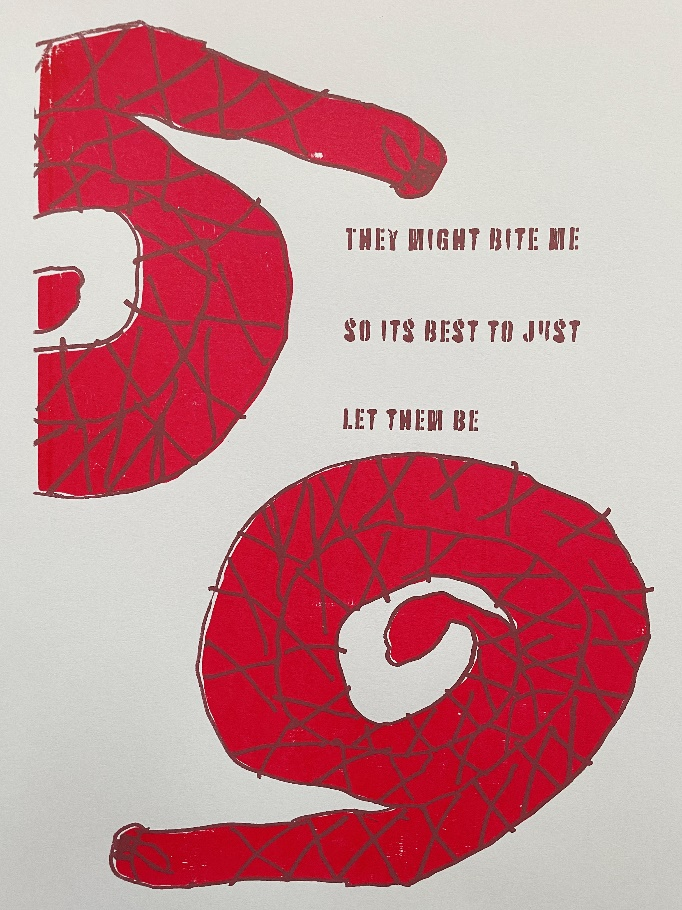 THEY MIGHT BITE ME
SO ITS BEST TO JUST
LET THEM BE